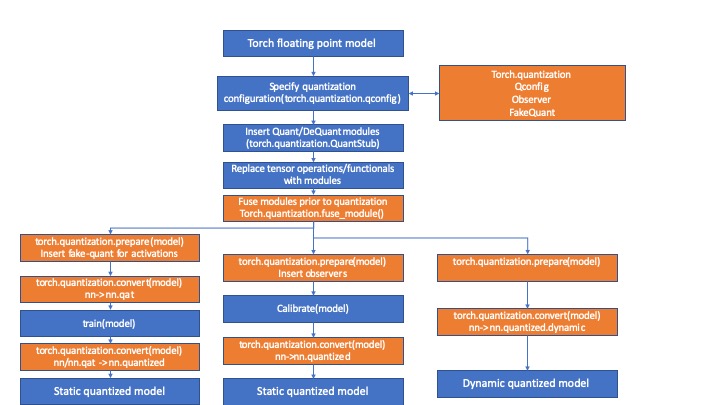 Torch floating point model
Specify quantization
configuration(torch.quantization.qconfig)
Torch.quantization
Qconfig
Observer
FakeQuant
Insert Quant/DeQuant modules
(torch.quantization.QuantStub)
Replace tensor operations/functionals
with modules
Fuse modules prior to quantization
Torch.quantization.fuse_module()
torch.quantization.prepare(model)
Insert fake-quant for activations
torch.quantization.convert(model)
nn->nn.qat
train(model)
torch.quantization.convert(model)
nn/nn.qat ->nn.quantized
Static quantized model
torch.quantization.prepare(model)
Insert observers
Calibrate(model)
torch.quantization.convert(model)
nn->nn.quantized
Static quantized model
torch.quantization.prepare(model)
torch.quantization.convert(model)
nn->nn.quantized.dynamic
Dynamic quantized model